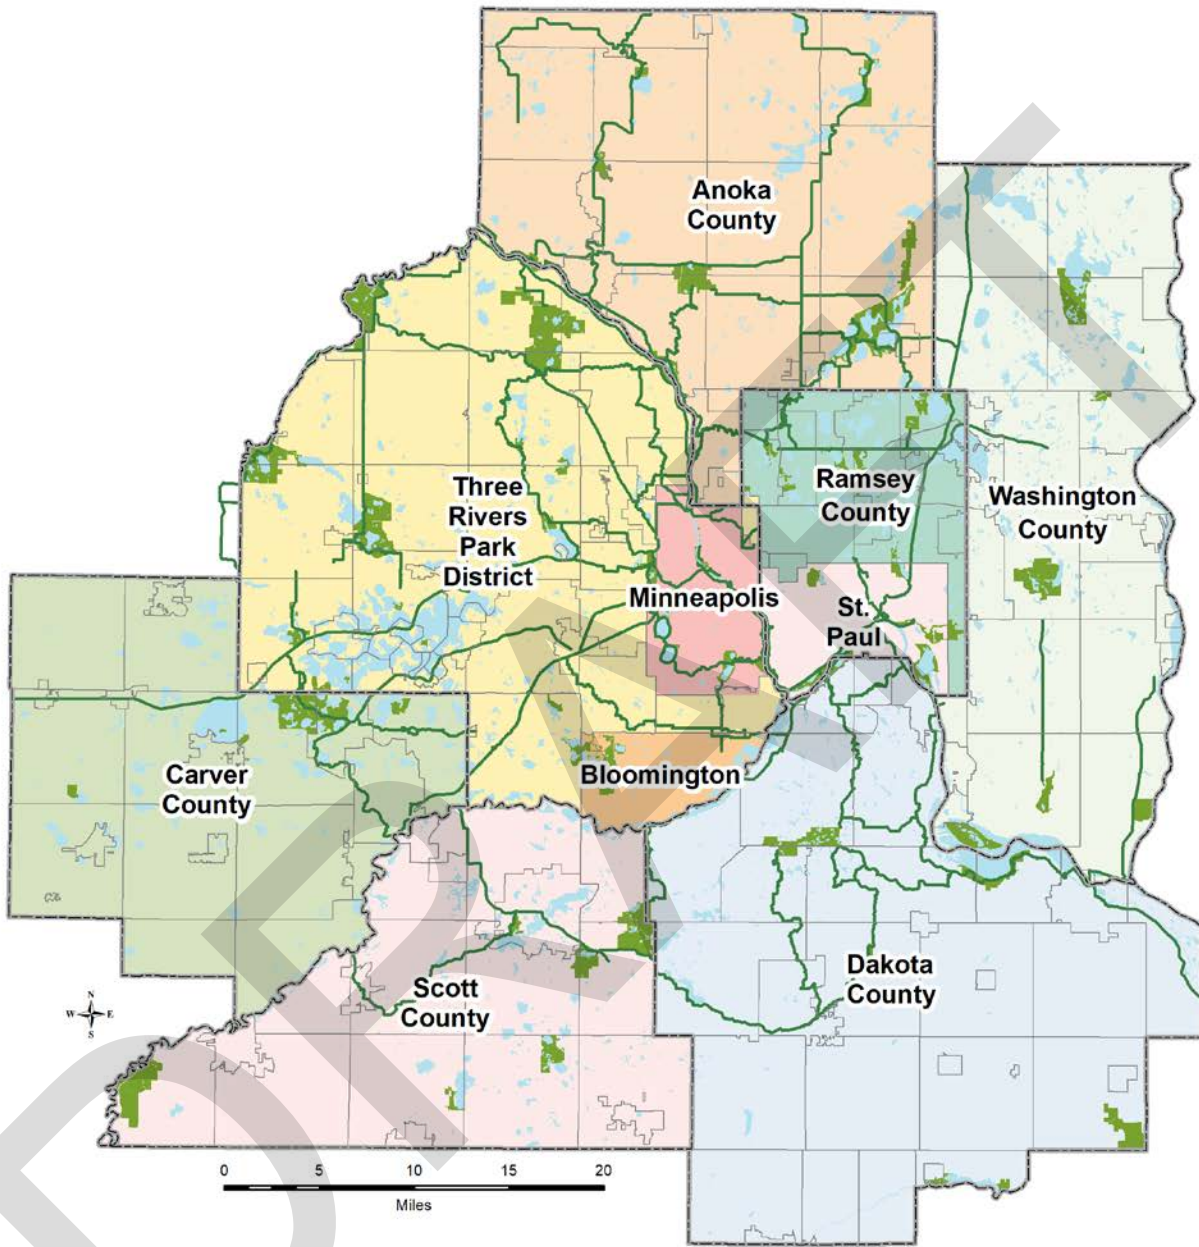 Anoka
County
Three
Rivers
Park
District
Ramsey
County
Washington
County
Minneapolis
St.
Paul
Carver
County
Bloomington
Scott
County
Dakota
County
N
W E
S
0 5 10 15 20
Miles
DRAFT